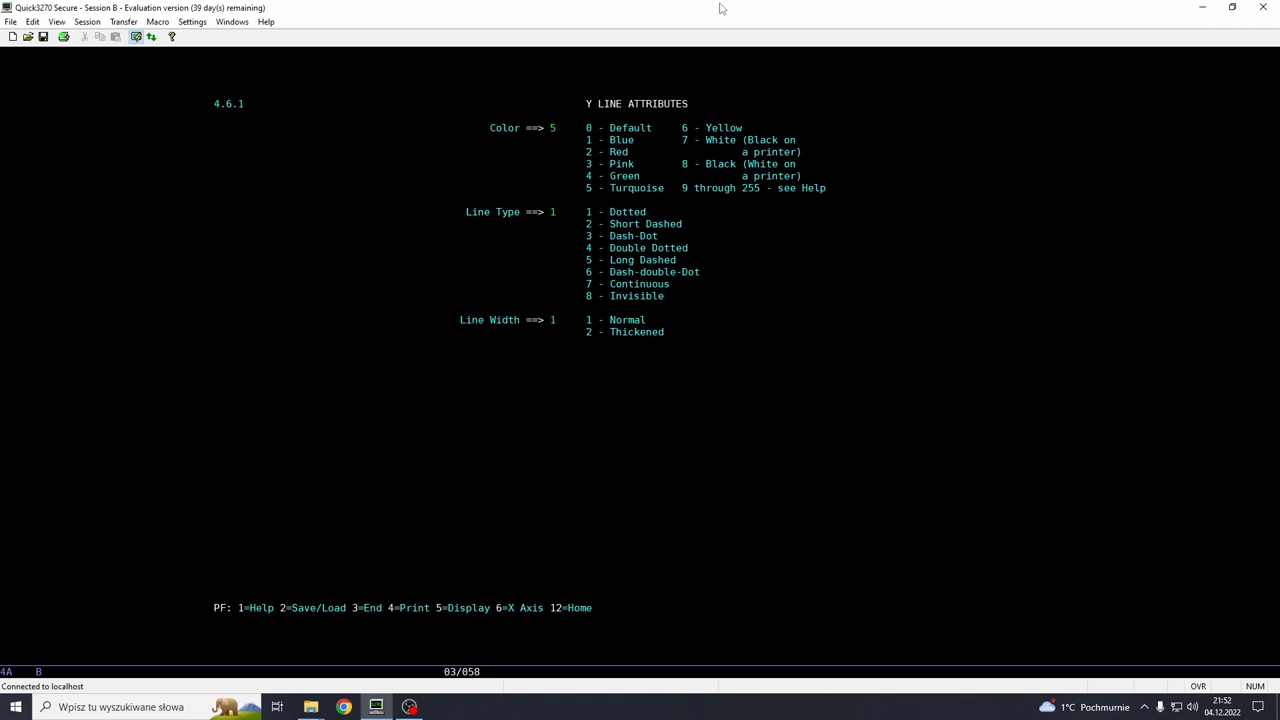 Quick3270 Secure - Session B - Evaluation version (39 day(s) remaining)
File Edit View Session Transfer Macro Settings Windows Help
4.6.1 Y LINE ATTRIBUTES
Color ==> 5 0 - Default 6 - Yellow
1 - Blue 7 - White (Black on
2 - Red a printer)
3 - Pink 8 - Black (White on
4 - Green a printer)
5 - Turquoise 9 through 255 - see Help
Line Type ==> 1 1 - Dotted
2 - Short Dashed
3 - Dash-Dot
4 - Double Dotted
5 - Long Dashed
6 - Dash-double-Dot
7 - Continuous
8 - Invisible
Line Width ==> 1 1 - Normal
2 - Thickened
PF: 1=Help 2=Save/Load 3=End 4=Print 5=Display 6=X Axis 12=Home
4A B 03/058
Connected to localhost OVR NUM
Wpisz tu wyszukiwane słowa 1°C Pochmurnie 21:52
04.12.2022